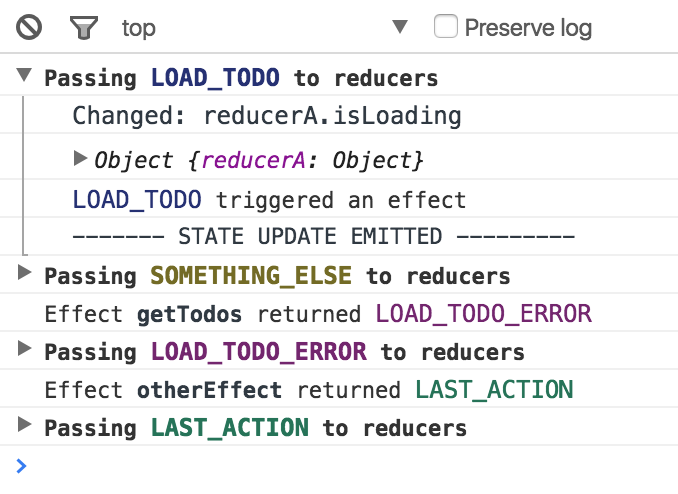 top Preserve log
Passing LOAD_TODO to reducers
Changed: reducerA.isLoading
Object {reducerA: Object}
LOAD_TODO triggered an effect
------- STATE UPDATE EMITTED ---------
Passing SOMETHING_ELSE to reducers
Effect getTodos returned LOAD_TODO_ERROR
Passing LOAD_TODO_ERROR to reducers
Effect otherEffect returned LAST_ACTION
Passing LAST_ACTION to reducers